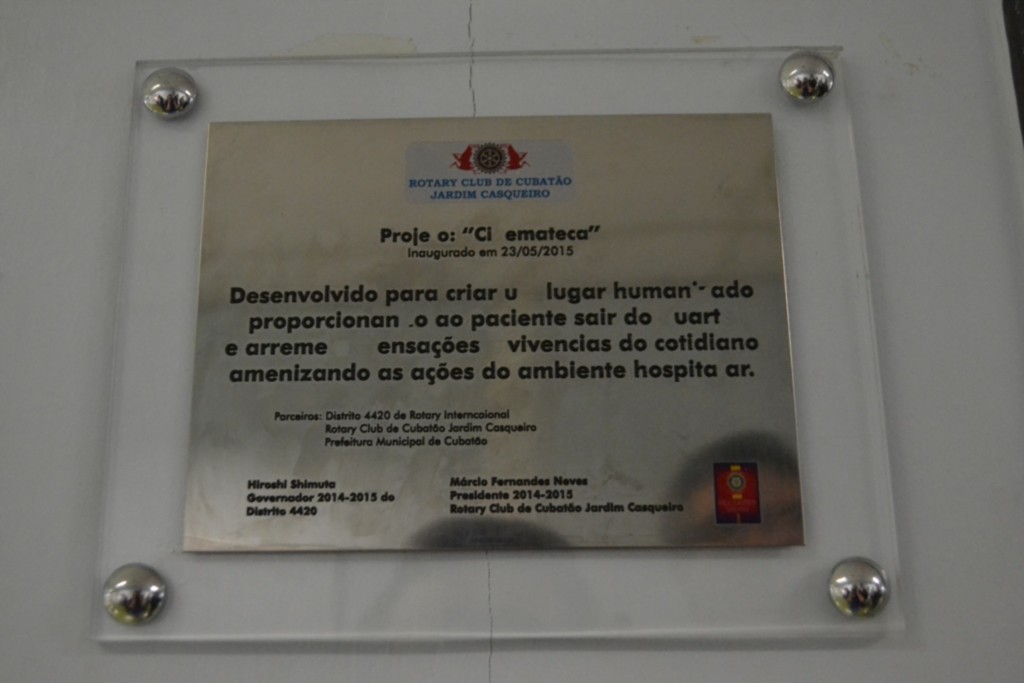 ROTARY CLUB DE CUBATÃO
JARDIM CASQUEIRO
Proje o: "Ci emateca"
Inaugurado em 23/05/2015
Desenvolvido para criar u lugar human ado
proporcionan o ao paciente sair do uart
e arreme ensações vivencias do cotidiano
amenizando as ações do ambiente hospita ar.
Parceiros: Distrito 4420 de Rotary Interncaional
Rotary Club de Cubatão Jardim Casqueiro
Prefeitura Municipal de Cubatão
Hiroshi Shimuta
Governador 2014-2015 do
Distrito 4420
Márcio Fernandes Neves
Presidente 2014-2015
Rotary Club de Cubatão Jardim Casqueiro